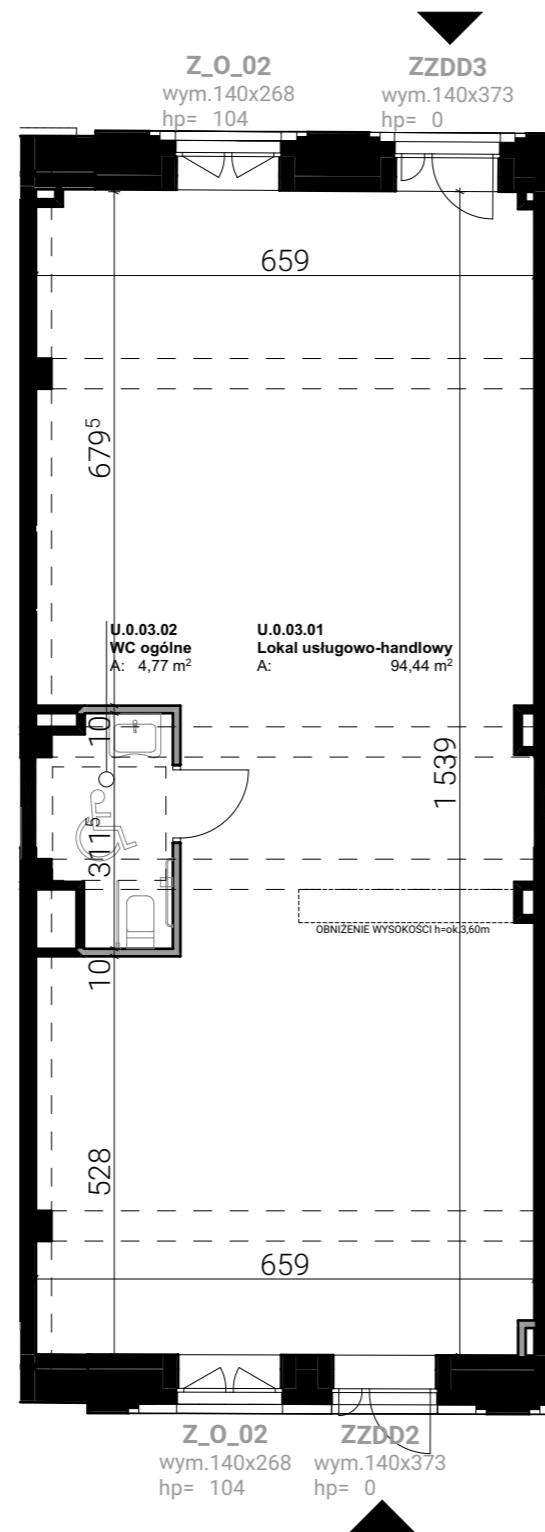 Z_O_02
wym.140x268
hp= 104
ZZDD3
wym.140x373
hp= 0
659
679⁵
U.0.03.02
WC ogólne
A: 4,77 m²
U.0.03.01
Lokal usługowo-handlowy
A: 94,44 m²
10
1 539
311⁵
OBNIŻENIE WYSOKOŚCI h=ok.3,60m
10
528
659
Z_O_02
wym.140x268
hp= 104
ZZDD2
wym.140x373
hp= 0